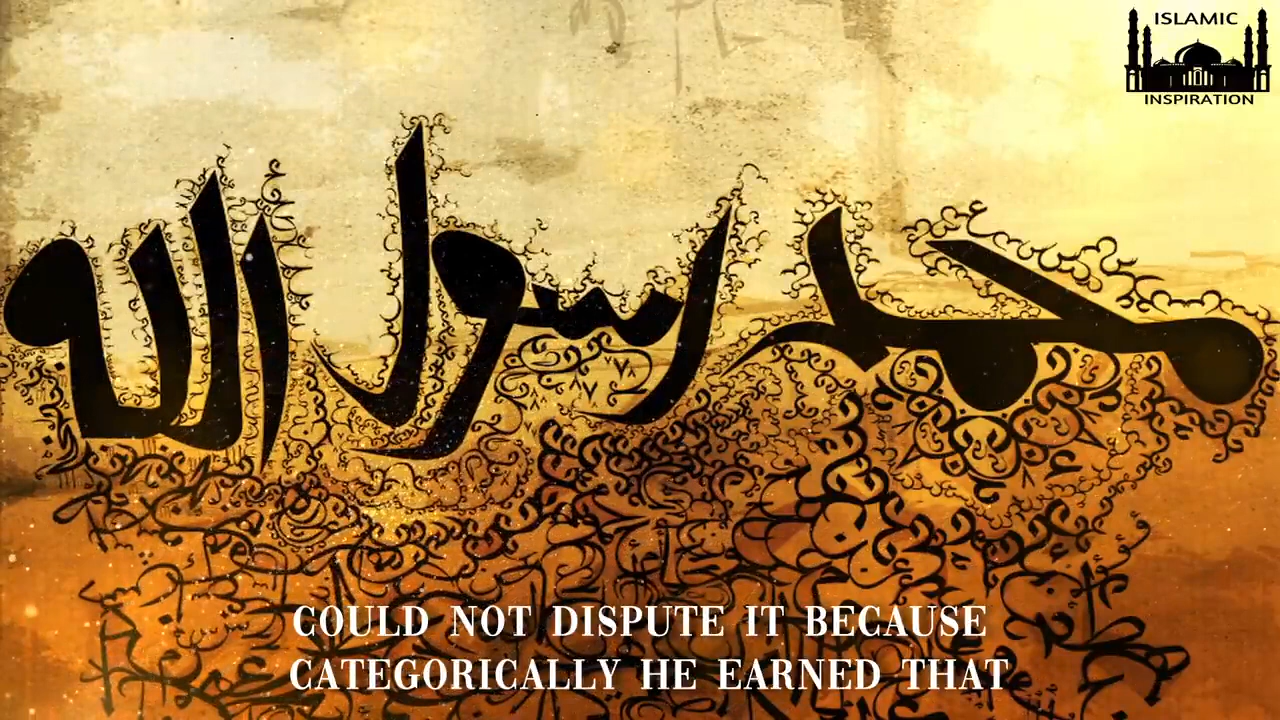 ISLAMIC
INSPIRATION
محمد رسول الله
COULD NOT DISPUTE IT BECAUSE
CATEGORICALLY HE EARNED THAT